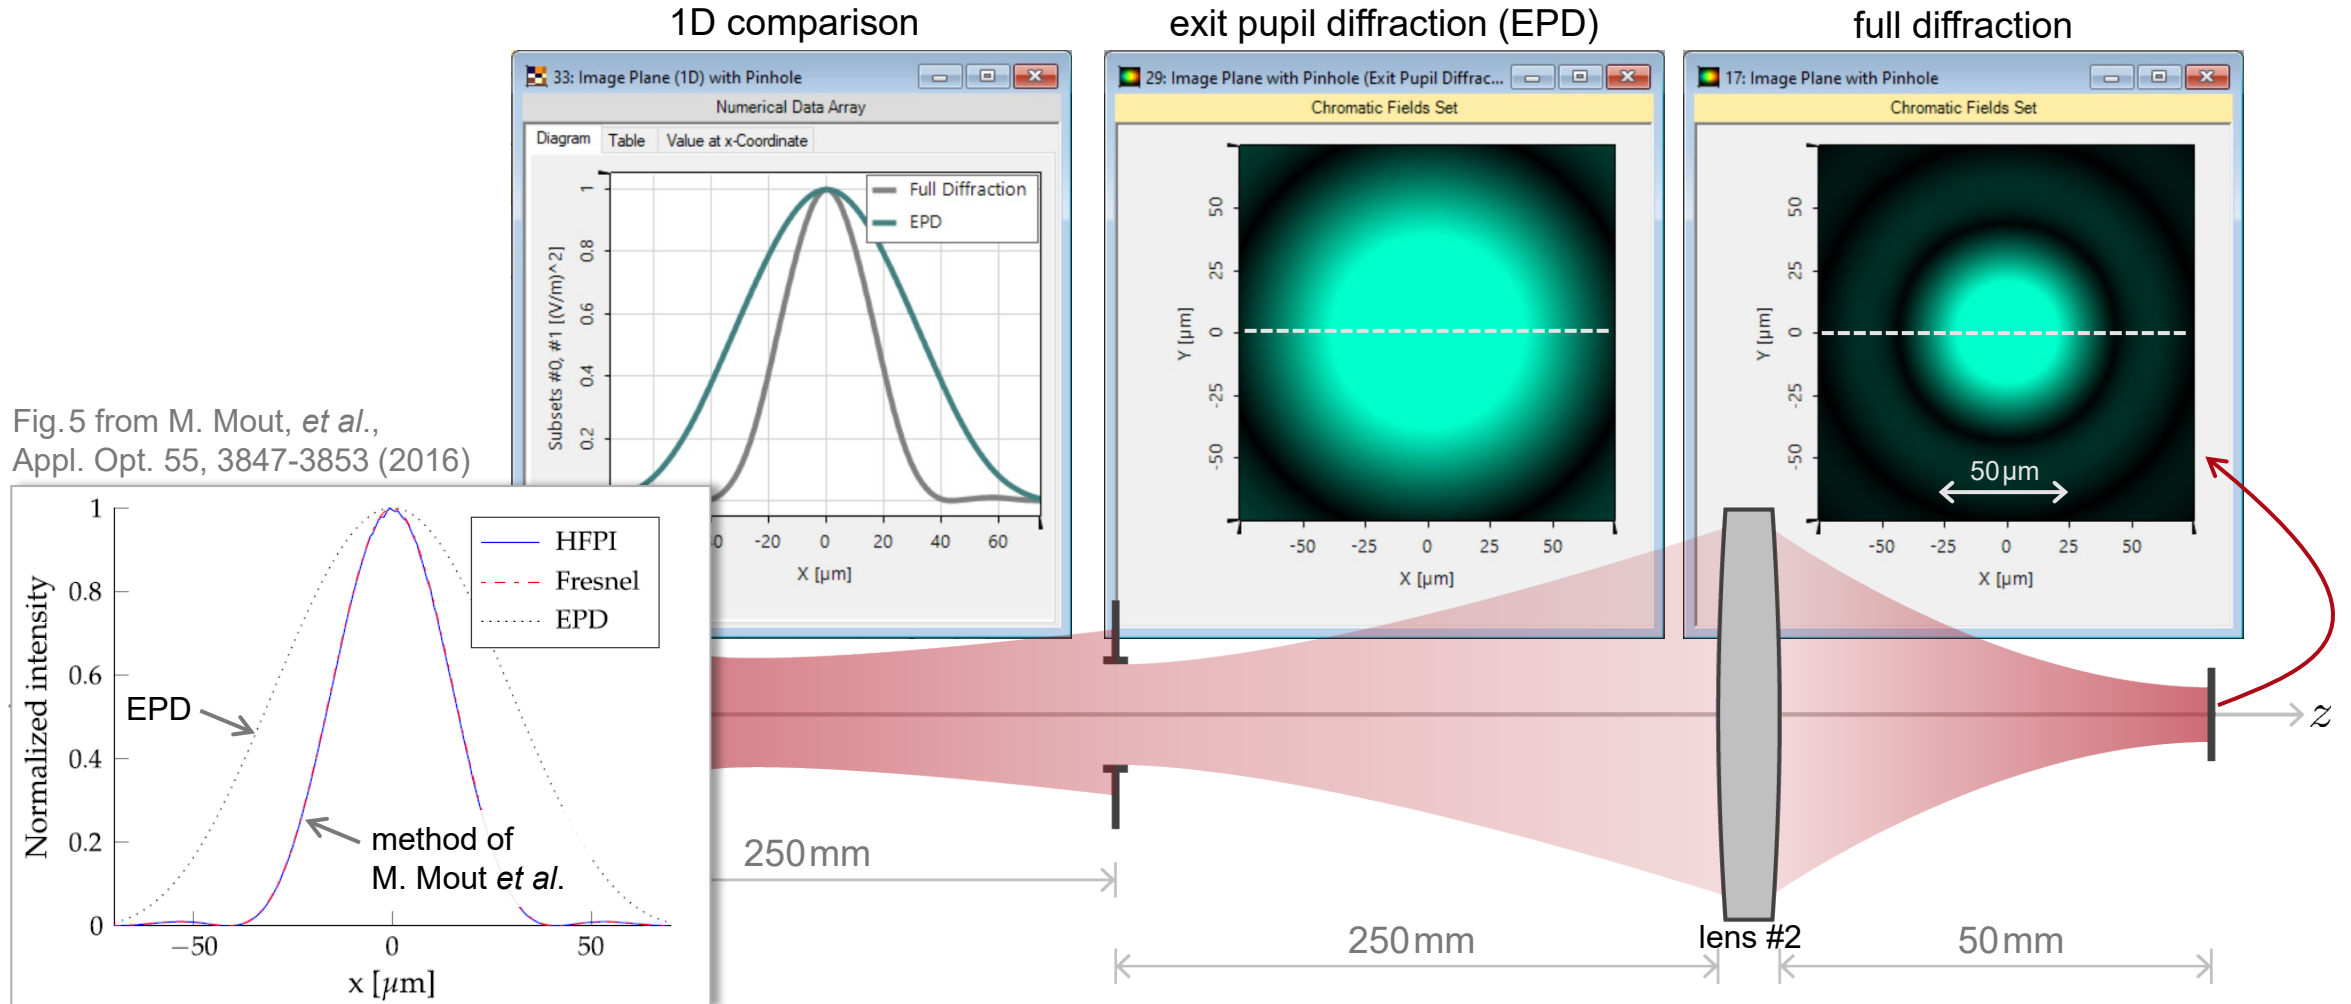 1D comparison
exit pupil diffraction (EPD)
full diffraction
33: Image Plane (1D) with Pinhole
Numerical Data Array
Diagram
Table
Value at x-Coordinate
Full Diffraction
EPD
Subsets #0, #1 [(V/m)^2]
1
0.8
0.6
0.4
0.2
-20
0
20
40
60
X [µm]
29: Image Plane with Pinhole (Exit Pupil Diffrac...
Chromatic Fields Set
Y [µm]
50
25
0
-25
-50
-50
-25
0
25
50
X [µm]
17: Image Plane with Pinhole
Chromatic Fields Set
Y [µm]
50
25
0
-25
-50
50 µm
-50
-25
0
25
50
X [µm]
Fig. 5 from M. Mout, et al.,
Appl. Opt. 55, 3847-3853 (2016)
Normalized intensity
1
0.8
0.6
0.4
0.2
0
HFPI
Fresnel
EPD
EPD
method of
M. Mout et al.
−50
0
50
x [µm]
z
250 mm
250 mm
lens #2
50 mm